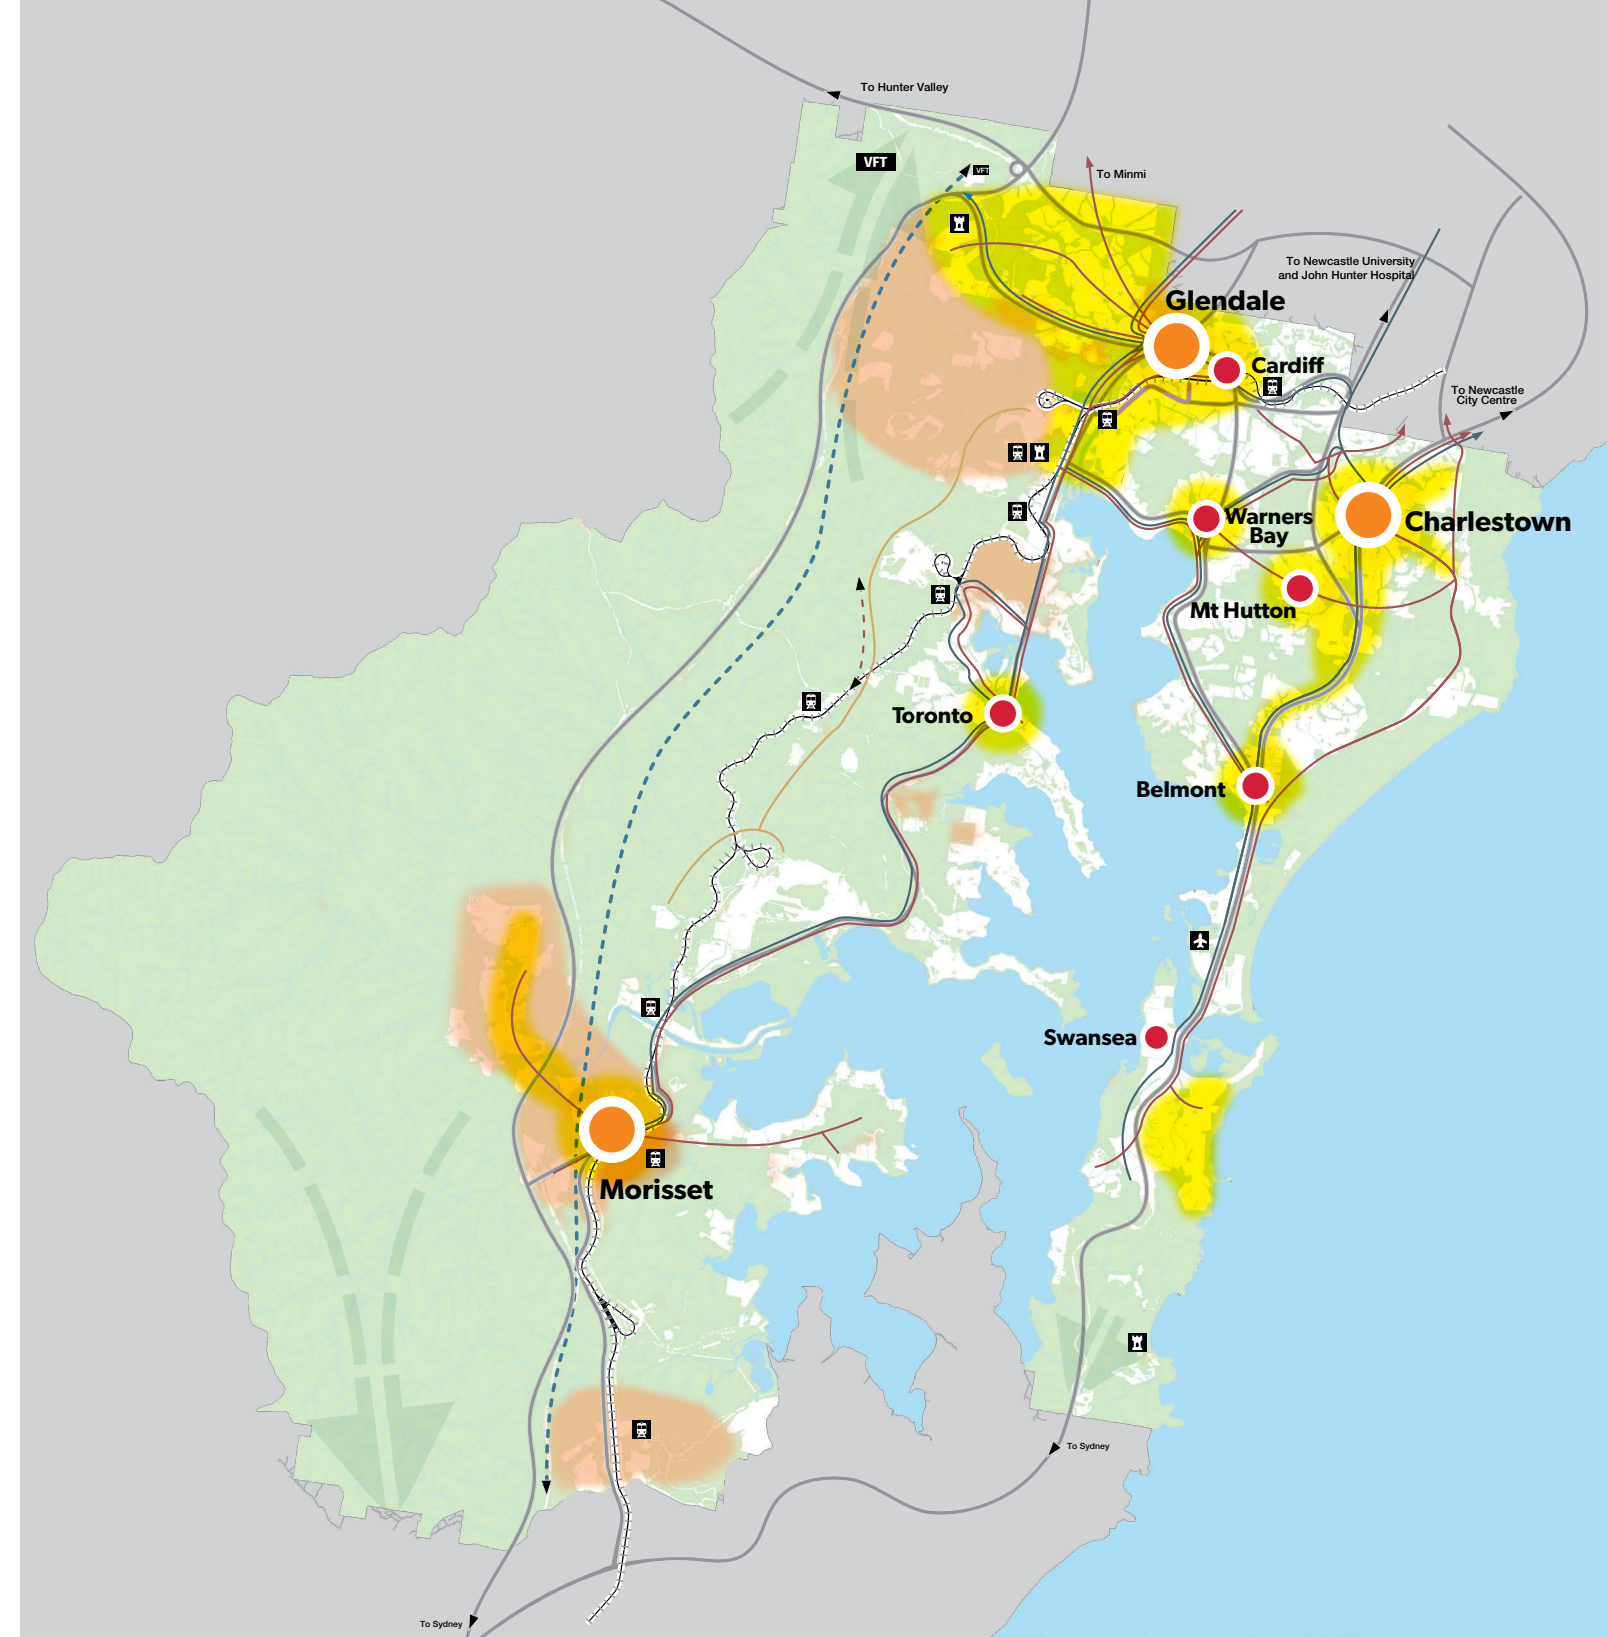 To Hunter Valley
VFT
VFT
To Minmi
To Newcastle University
and John Hunter Hospital
Glendale
Cardiff
To Newcastle
City Centre
Warners
Bay
Charlestown
Mt Hutton
Toronto
Belmont
Swansea
Morisset
To Sydney
To Sydney